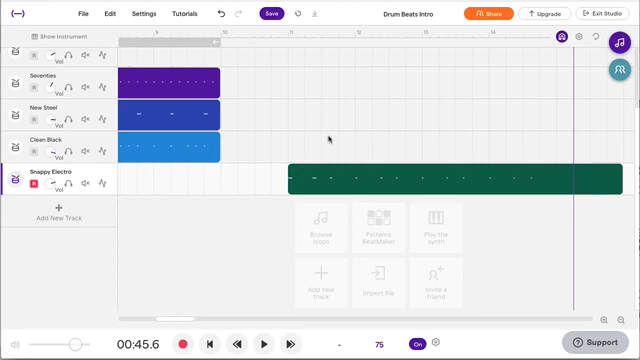 File Edit Settings Tutorials Save Drum Beats Intro Share Upgrade Exit Studio
Show Instrument 9 10 11 12 13 14
Vol
Seventies
R Vol
New Steel
R Vol
Clean Black
R Vol
Snappy Electro
R Vol
Add New Track
Browse loops
Patterns BeatMaker
Play the synth
Add new track
Import file
Invite a friend
00:45.6 - 75 On Support